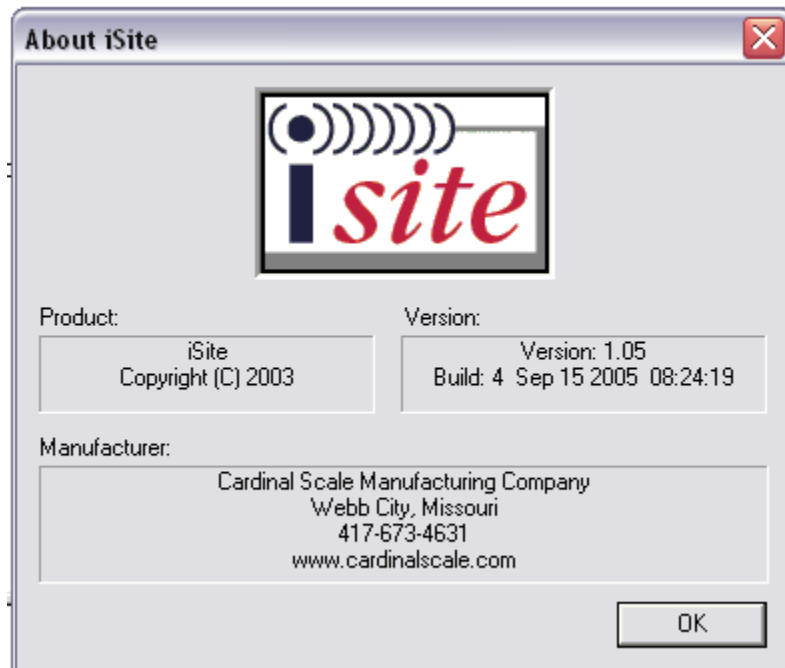 About iSite
isite
Product:
iSite
Copyright (C) 2003
Version:
Version: 1.05
Build: 4  Sep 15 2005  08:24:19
Manufacturer:
Cardinal Scale Manufacturing Company
Webb City, Missouri
417-673-4631
www.cardinalscale.com
OK